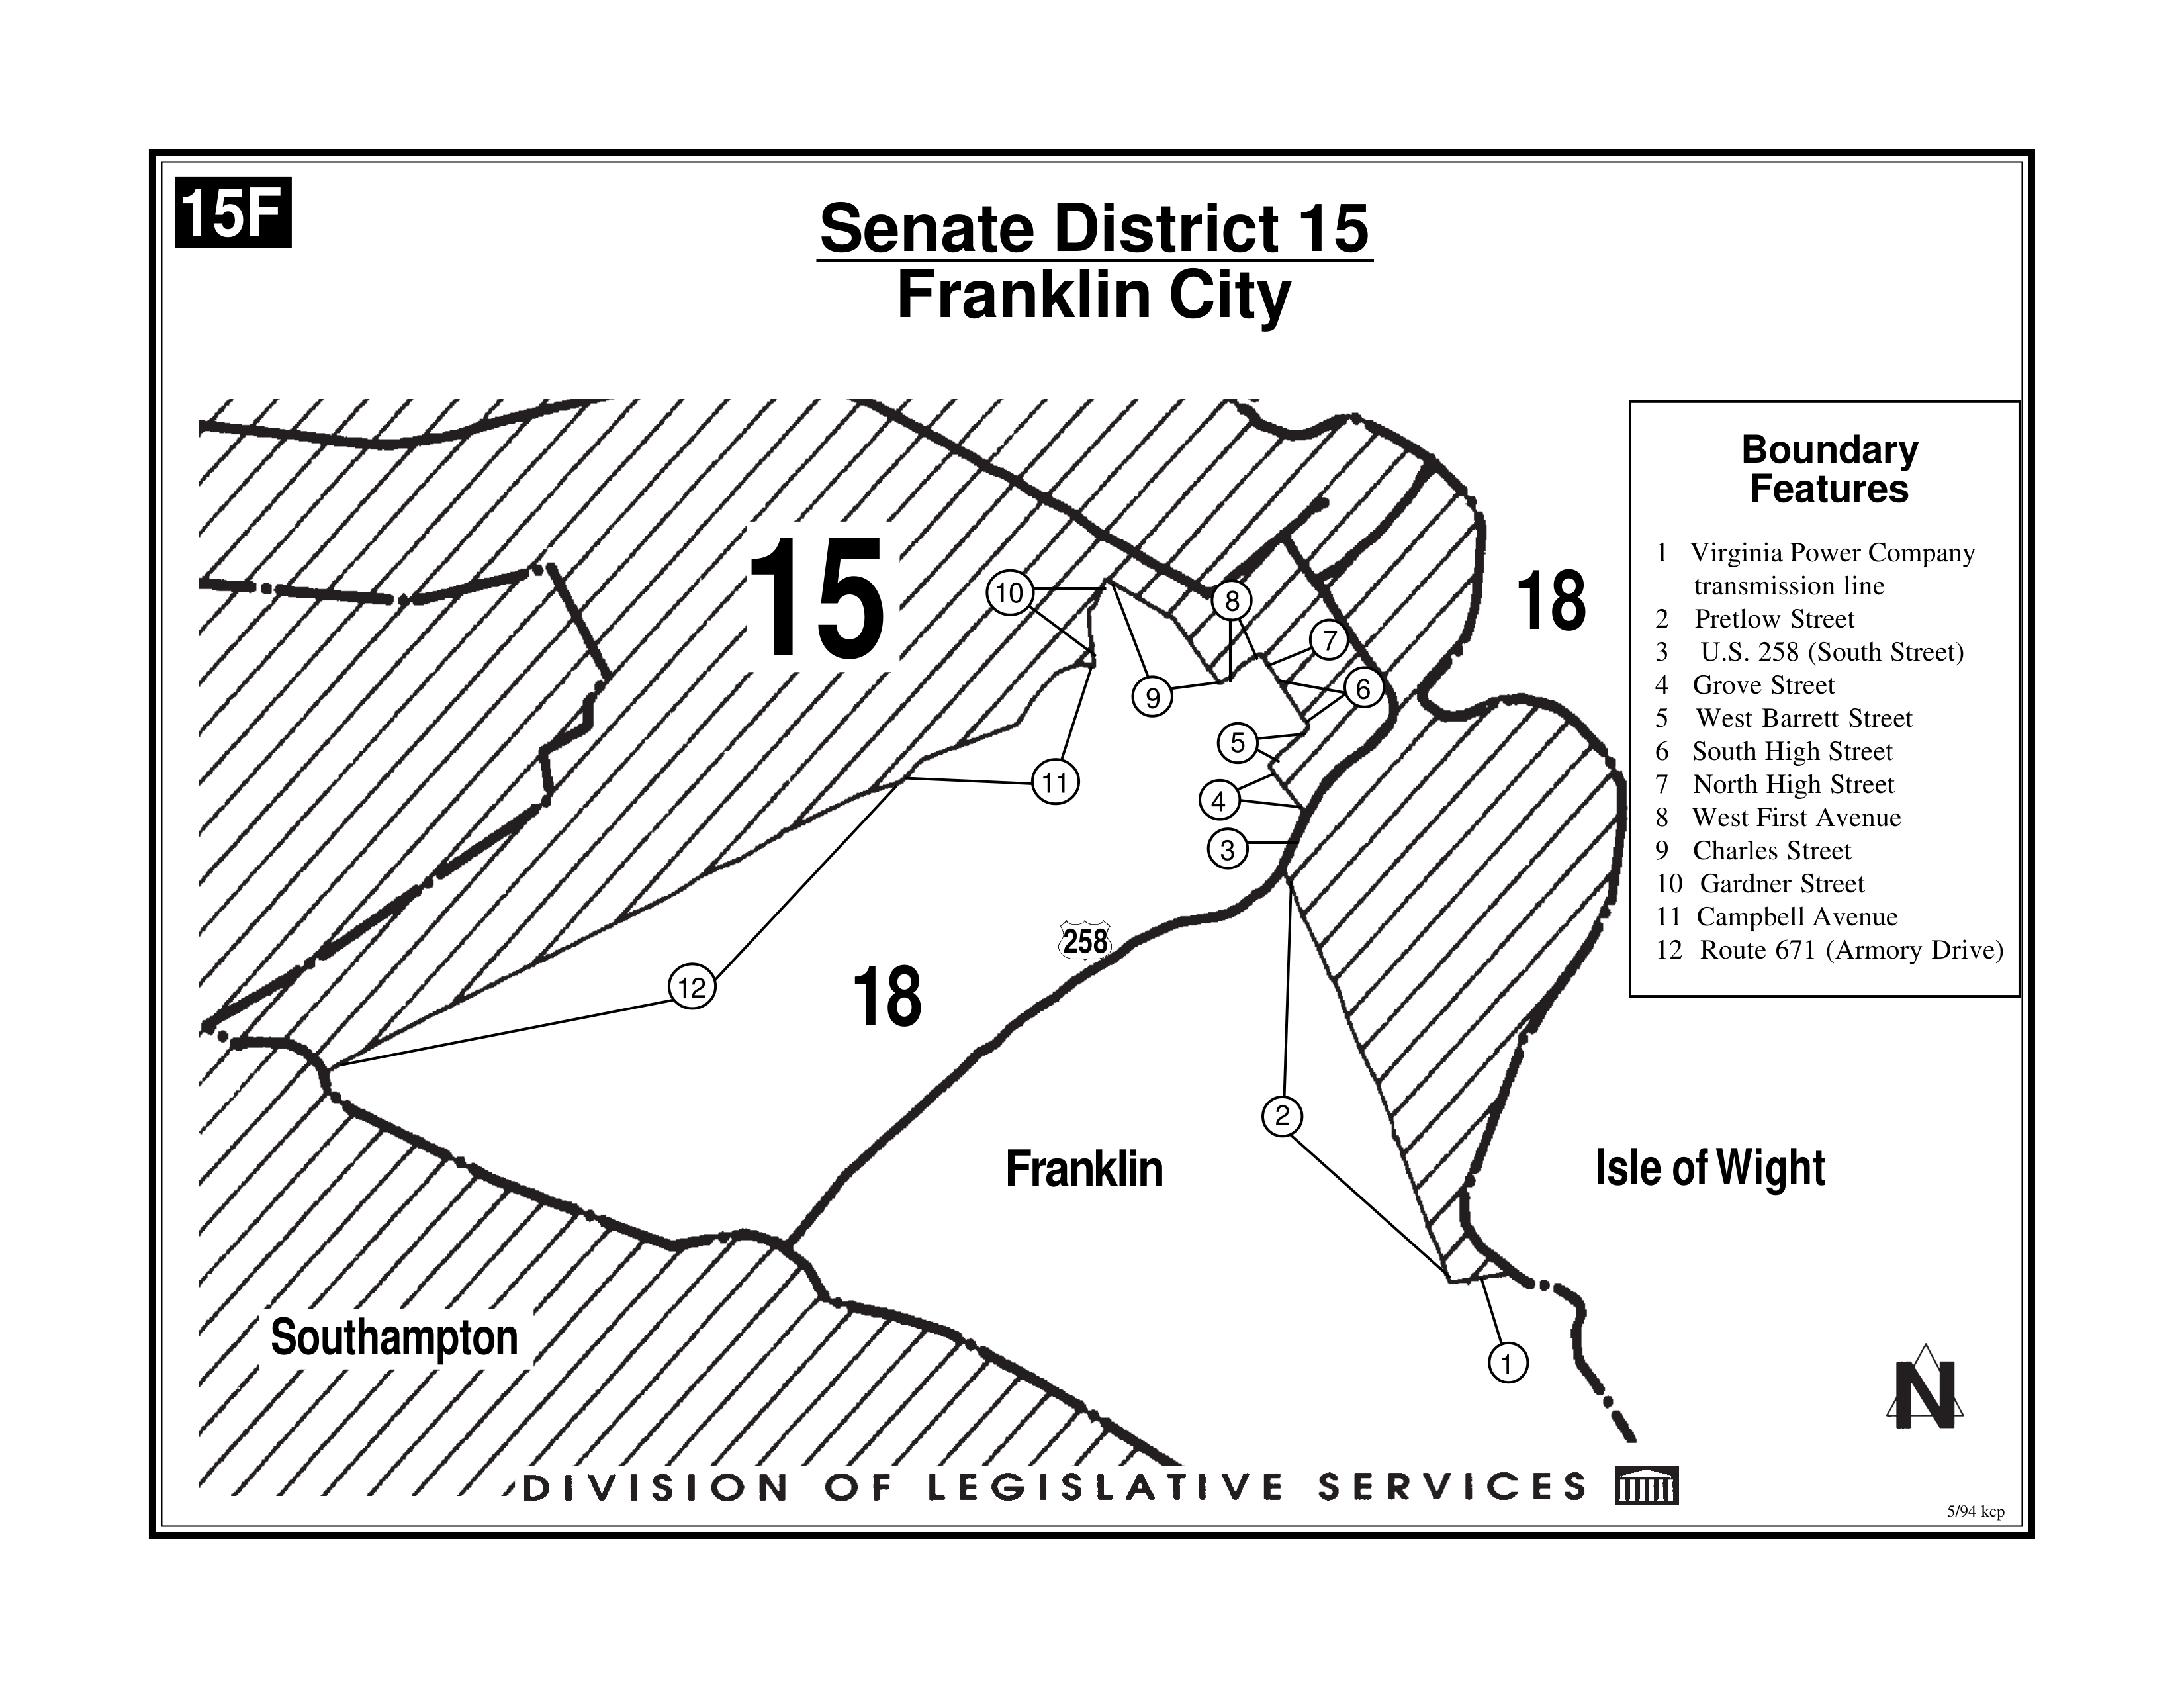 15F
Senate District 15
Franklin City
15
18
Boundary
Features
1 Virginia Power Company
transmission line
2 Pretlow Street
3 U.S. 258 (South Street)
4 Grove Street
5 West Barrett Street
6 South High Street
7 North High Street
8 West First Avenue
9 Charles Street
10 Gardner Street
11 Campbell Avenue
12 Route 671 (Armory Drive)
10
8
7
6
9
5
11
4
3
258
12
18
2
Franklin
Isle of Wight
Southampton
1
N
DIVISION OF LEGISLATIVE SERVICES
5/94 kcp